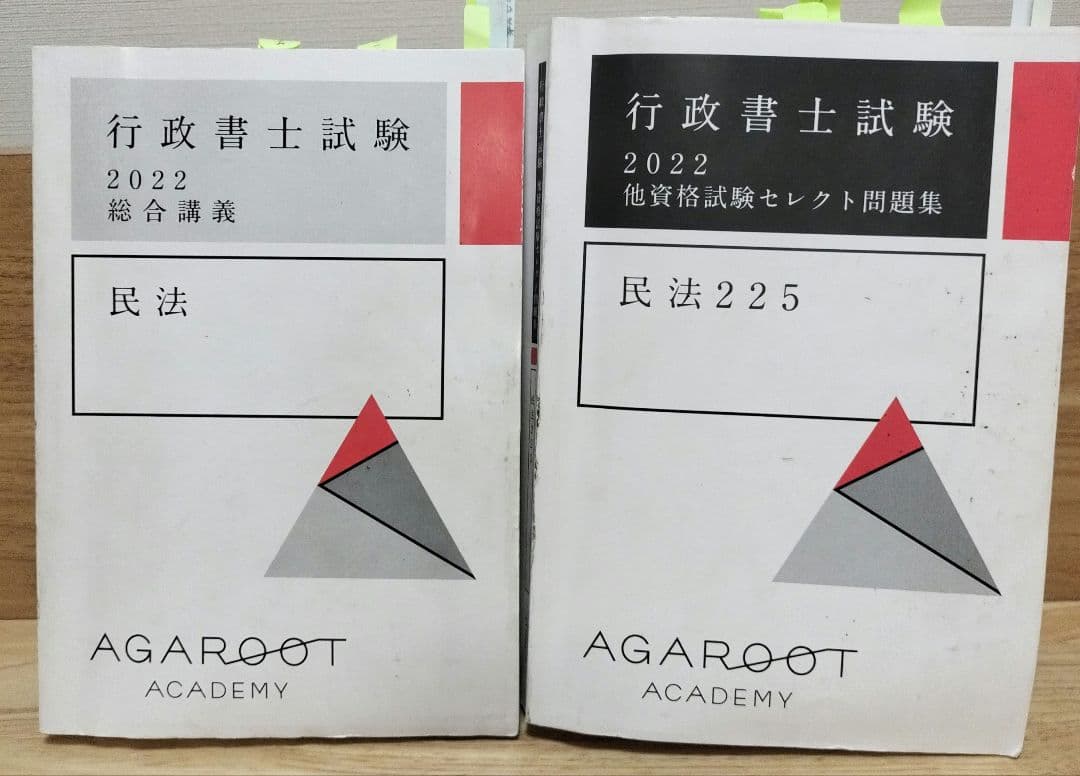 行政書士試験
2022
総合講義
民法
AGAROOT
ACADEMY
行政書士試験
2022
他資格試験セレクト問題集
民法225
AGAROOT
ACADEMY